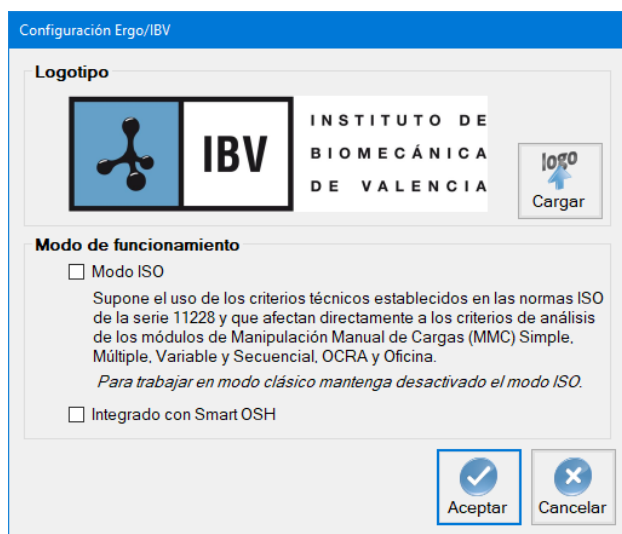 Configuración Ergo/IBV
Logotipo
IBV
INSTITUTO DE
BIOMECÁNICA
DE VALENCIA
logo
Cargar
Modo de funcionamiento
Modo ISO
Supone el uso de los criterios técnicos establecidos en las normas ISO
de la serie 11228 y que afectan directamente a los criterios de análisis
de los módulos de Manipulación Manual de Cargas (MMC) Simple,
Múltiple, Variable y Secuencial, OCRA y Oficina.
Para trabajar en modo clásico mantenga desactivado el modo ISO.
Integrado con Smart OSH
Aceptar
Cancelar